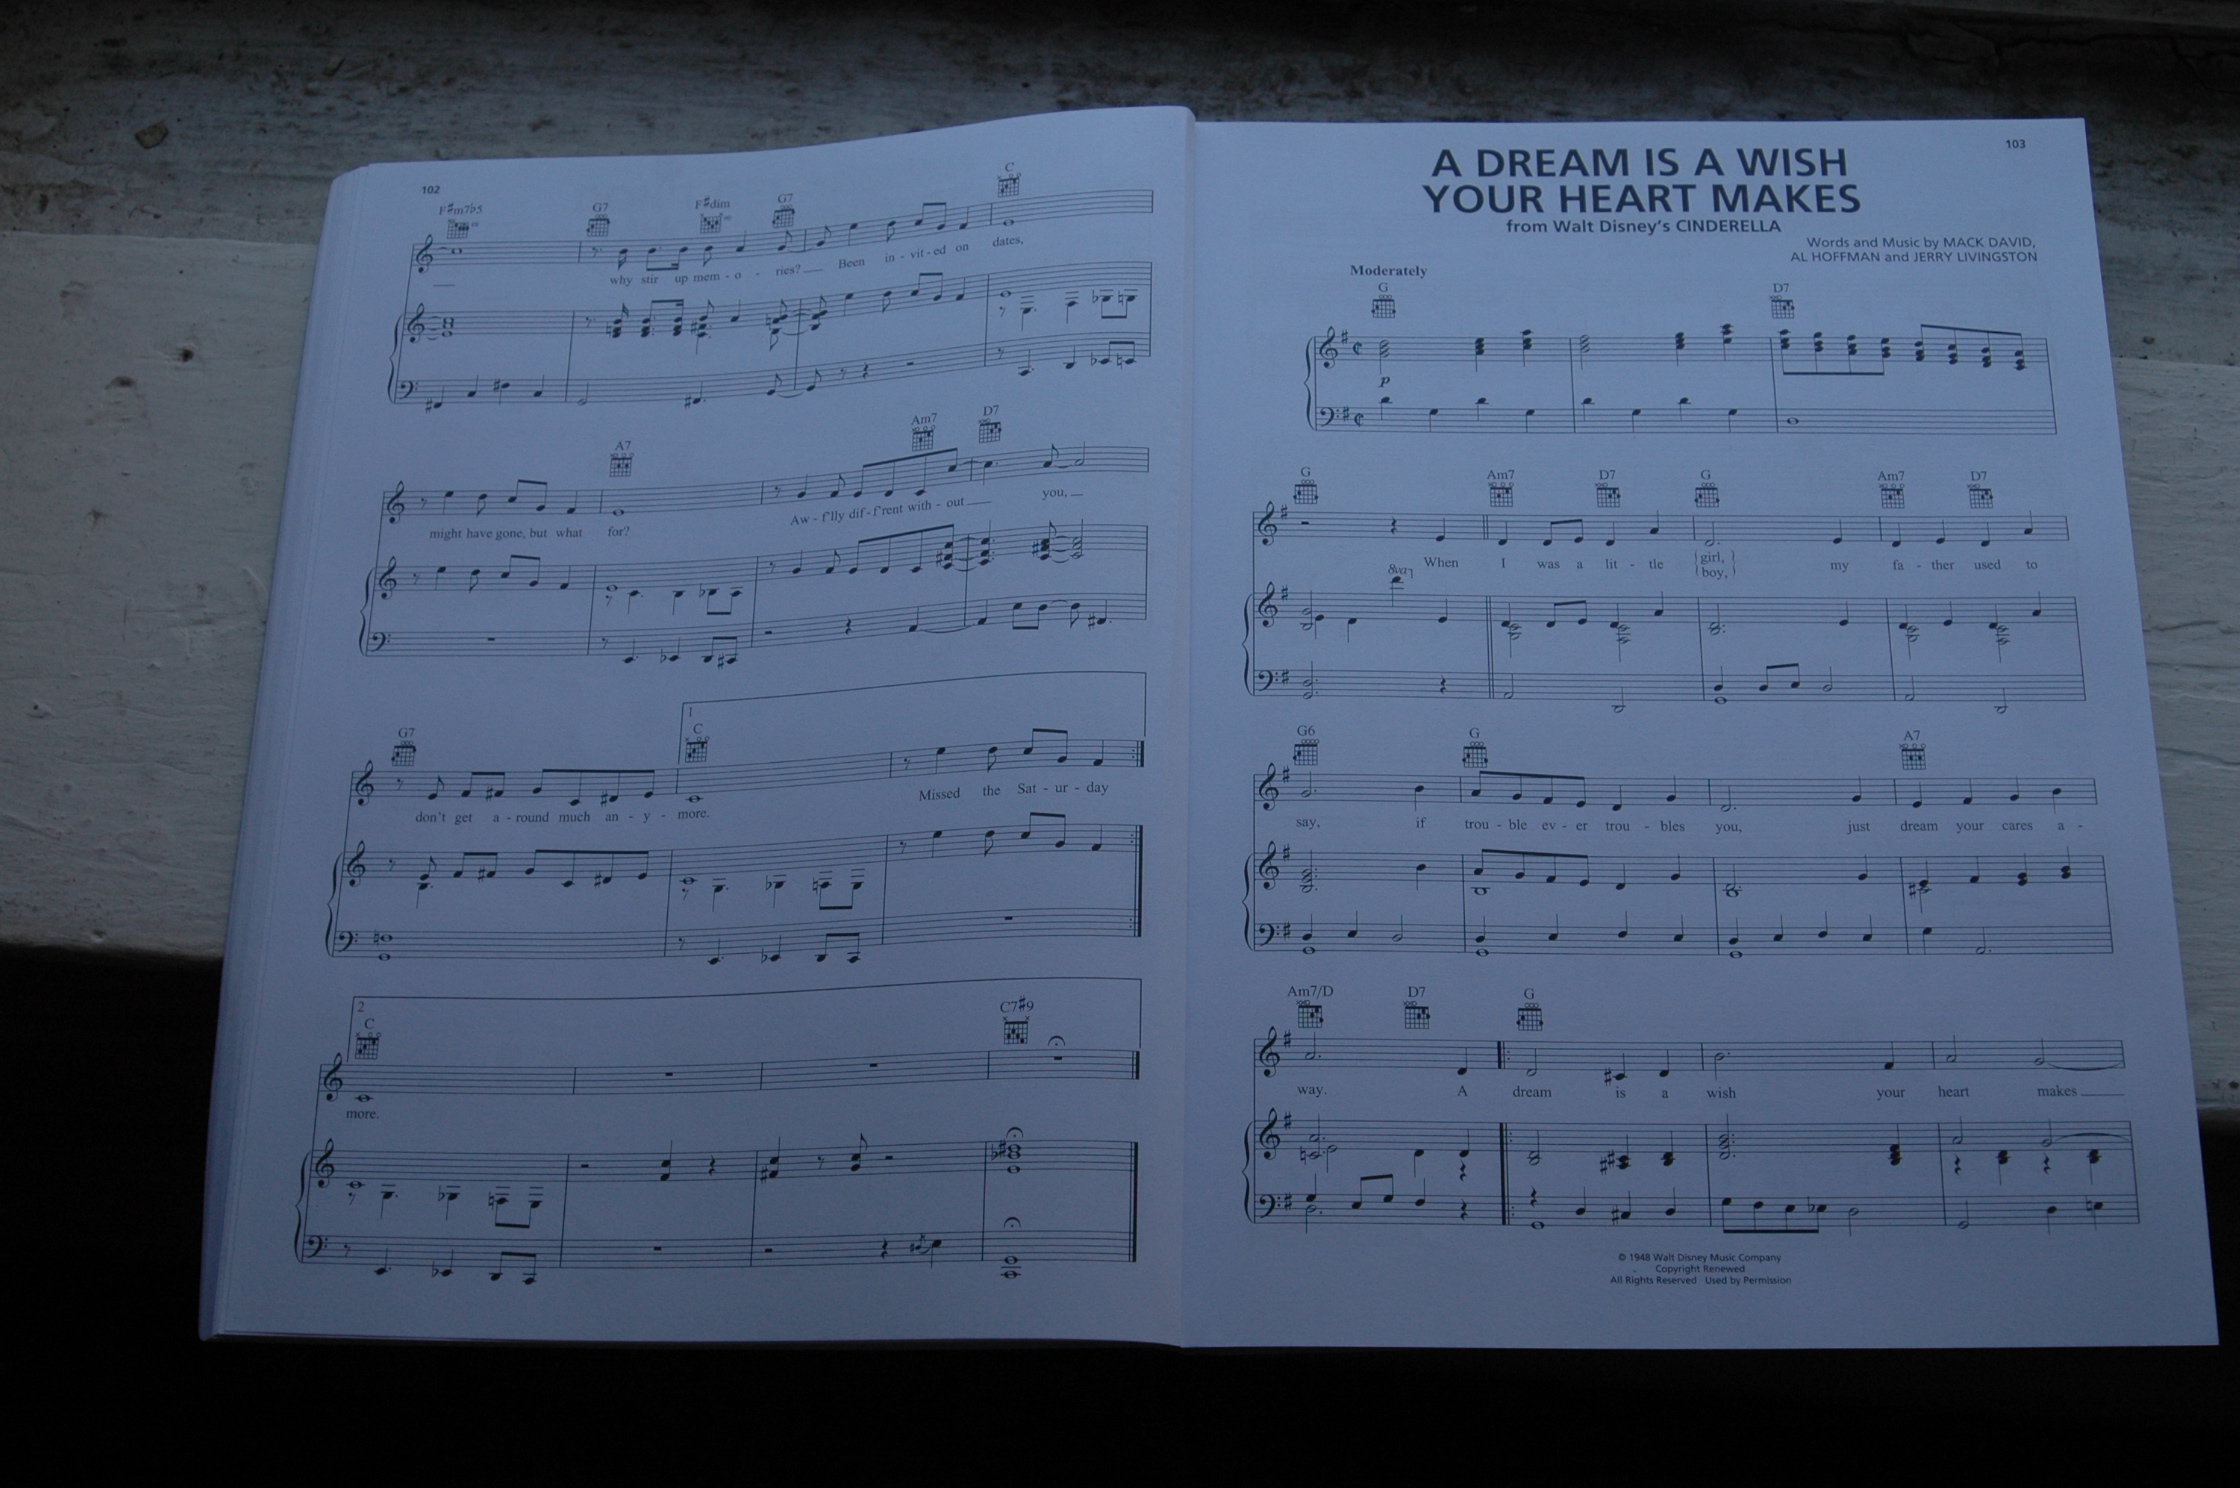 102
F#m7b5 G7 F#dim G7 C
why stir up mem - o - ries? Been in - vit - ed on dates,
A7 Am7 D7
might have gone, but what for? Aw - f'lly dif - f'rent with - out you,
G7 1 C
don't get a - round much an - y - more. Missed the Sat - ur - day
2 C C7#9
more.
103
A DREAM IS A WISH
YOUR HEART MAKES
from Walt Disney's CINDERELLA
Words and Music by MACK DAVID,
AL HOFFMAN and JERRY LIVINGSTON
Moderately
G D7
p
G Am7 D7 G Am7 D7
When I was a lit - tle {girl, my fa - ther used to
boy,}
8va
G6 G A7
say, if trou - ble ev - er trou - bles you, just dream your cares a -
Am7/D D7 G
way. A dream is a wish your heart makes
© 1948 Walt Disney Music Company
Copyright Renewed
All Rights Reserved Used by Permission